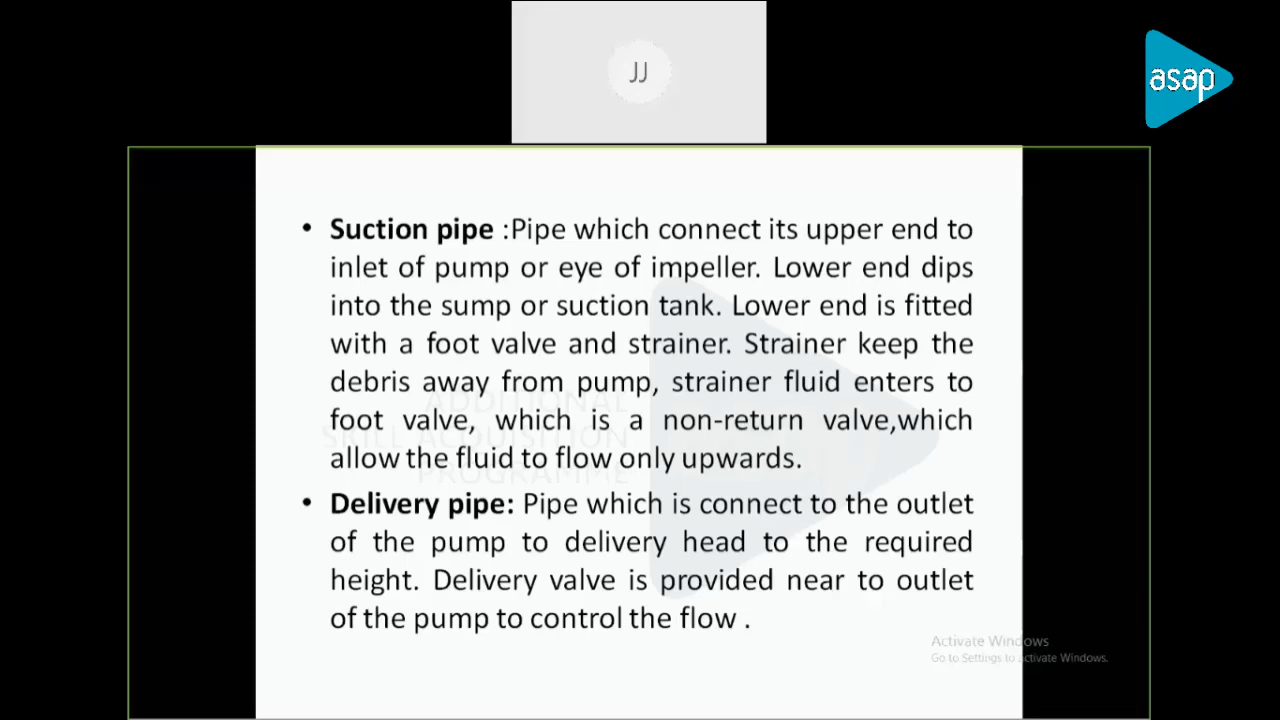 JJ
asap
• Suction pipe :Pipe which connect its upper end to
inlet of pump or eye of impeller. Lower end dips
into the sump or suction tank. Lower end is fitted
with a foot valve and strainer. Strainer keep the
debris away from pump, strainer fluid enters to
foot valve, which is a non-return valve,which
allow the fluid to flow only upwards.
• Delivery pipe: Pipe which is connect to the outlet
of the pump to delivery head to the required
height. Delivery valve is provided near to outlet
of the pump to control the flow .
ADDITIONAL
SKILL ACQUISITION
PROGRAMME
Activate Windows
Go to Settings to activate Windows.